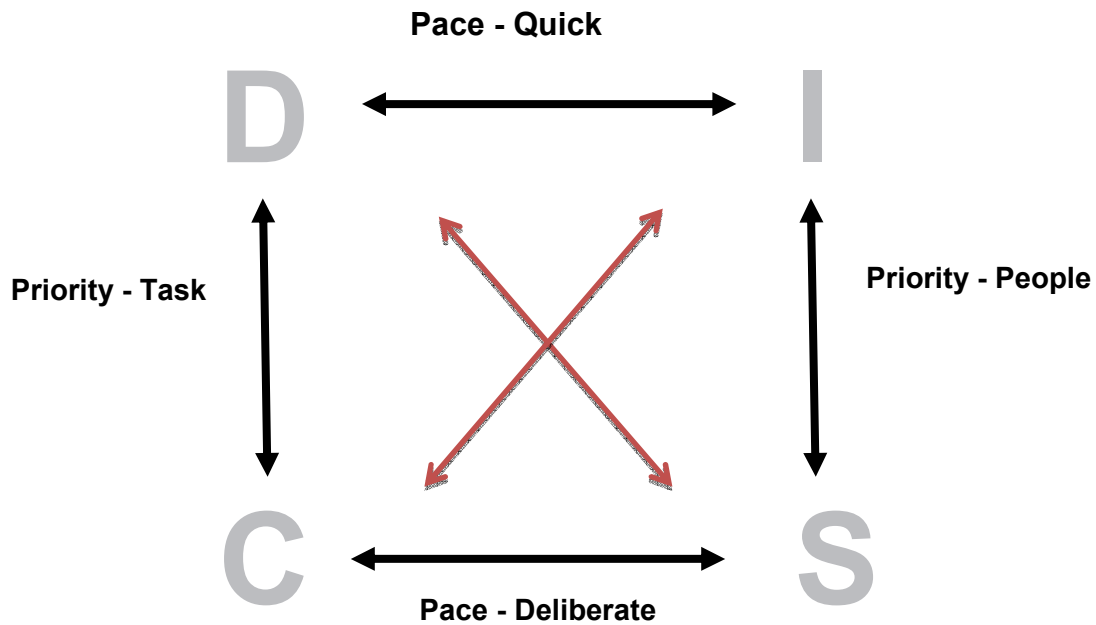 Pace - Quick
D I
Priority - Task
Priority - People
C S
Pace - Deliberate